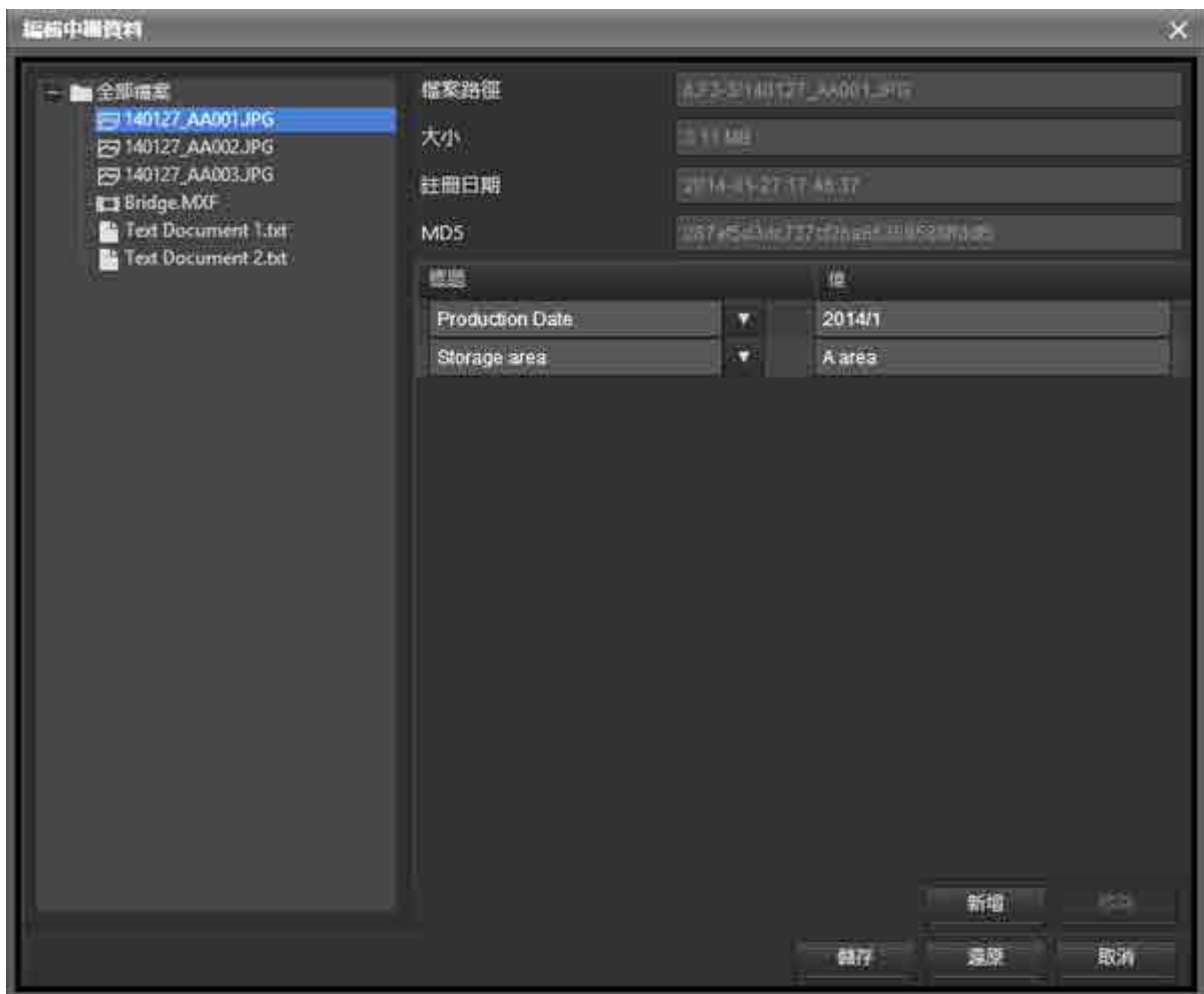 編輯中繼資料
全部檔案
140127_AA001.JPG
140127_AA002.JPG
140127_AA003.JPG
Bridge.MXF
Text Document 1.txt
Text Document 2.txt
檔案路徑
大小
註冊日期
MD5
標題 值
Production Date 2014/1
Storage area A area
新增
儲存 還原 取消